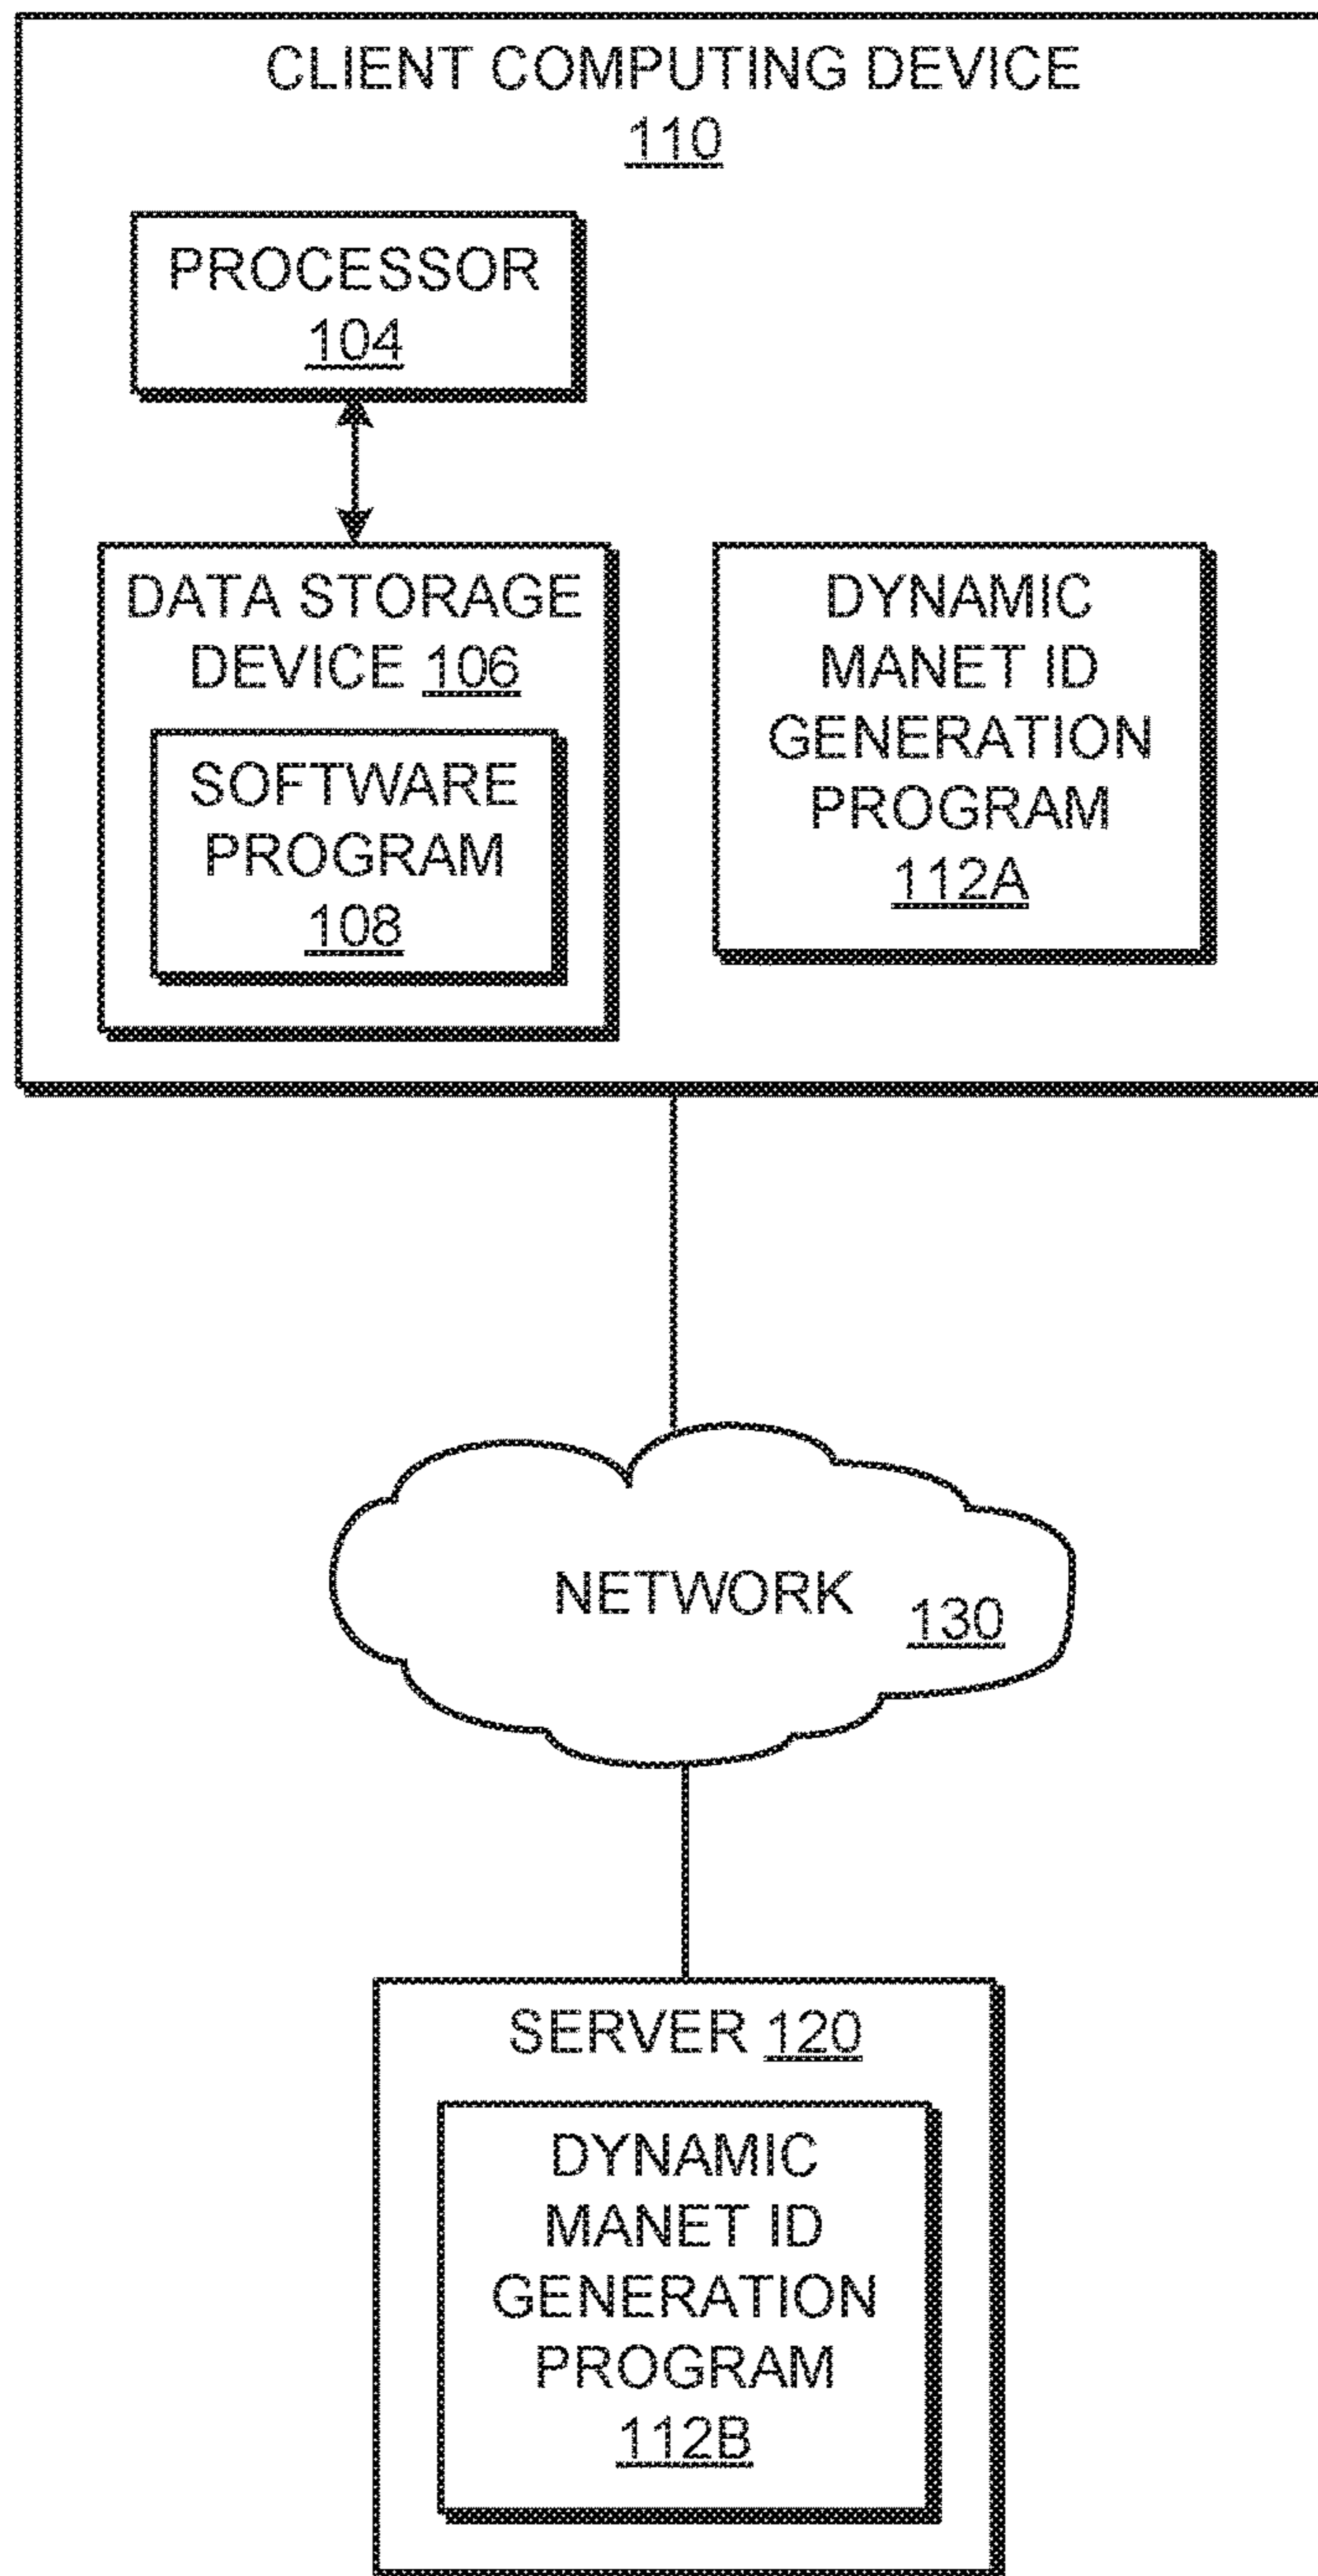 CLIENT COMPUTING DEVICE
110
PROCESSOR
104
DATA STORAGE
DEVICE 106
SOFTWARE
PROGRAM
108
DYNAMIC
MANET ID
GENERATION
PROGRAM
112A
NETWORK 130
SERVER 120
DYNAMIC
MANET ID
GENERATION
PROGRAM
112B